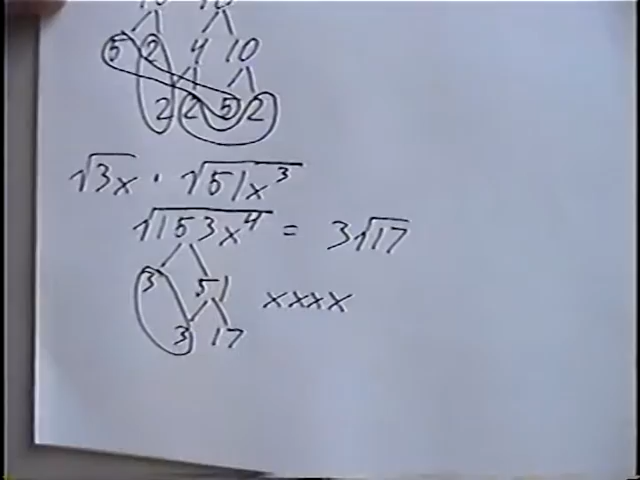 5 2 4 10
2 2 5 2
√3x · √51x³
√153x⁴ = 3√17
3 51 xxxx
3 17